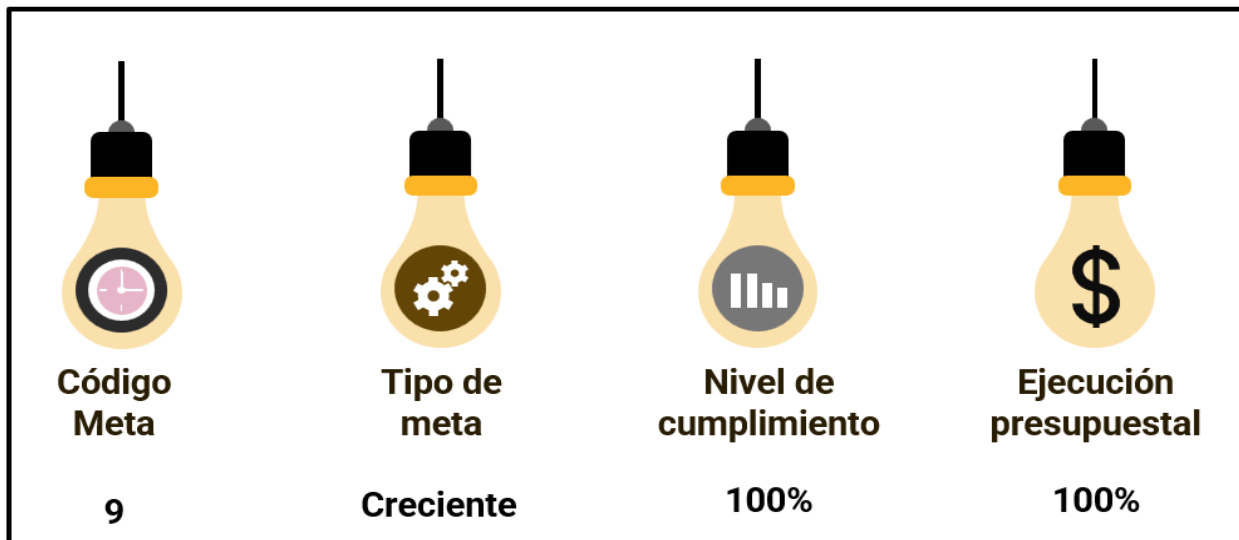 Código
Meta
Tipo de
meta
Nivel de
cumplimiento
$
Ejecución
presupuestal
9
Creciente
100%
100%